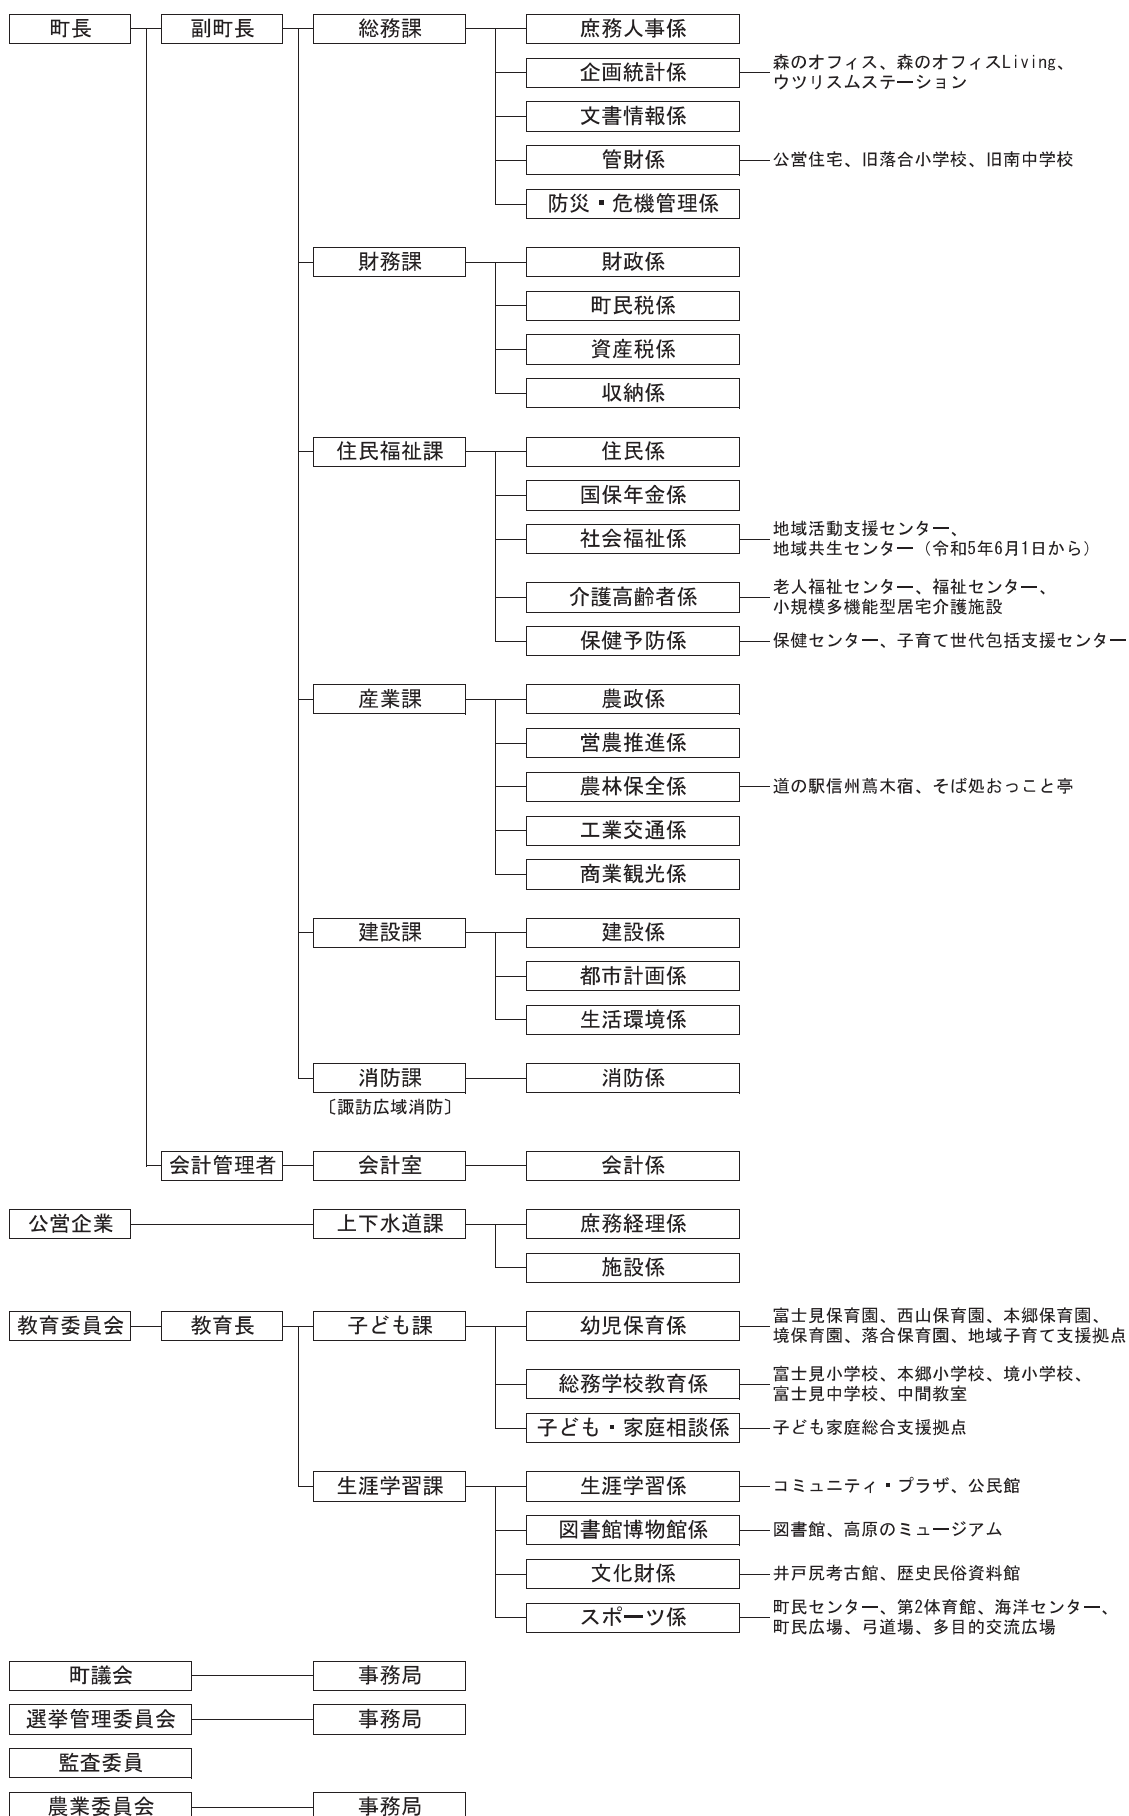 町長 副町長 総務課 庶務人事係
企画統計係 森のオフィス、森のオフィスLiving、
ウツリスムステーション
文書情報係
管財係 公営住宅、旧落合小学校、旧南中学校
防災・危機管理係
財務課 財政係
町民税係
資産税係
収納係
住民福祉課 住民係
国保年金係
社会福祉係 地域活動支援センター、
地域共生センター（令和5年6月1日から）
介護高齢者係 老人福祉センター、福祉センター、
小規模多機能型居宅介護施設
保健予防係 保健センター、子育て世代包括支援センター
産業課 農政係
営農推進係
農林保全係 道の駅信州蔦木宿、そば処おっこと亭
工業交通係
商業観光係
建設課 建設係
都市計画係
生活環境係
消防課 消防係
〔諏訪広域消防〕
会計管理者 会計室 会計係
公営企業 上下水道課 庶務経理係
施設係
教育委員会 教育長 子ども課 幼児保育係 富士見保育園、西山保育園、本郷保育園、
境保育園、落合保育園、地域子育て支援拠点
総務学校教育係 富士見小学校、本郷小学校、境小学校、
富士見中学校、中間教室
子ども・家庭相談係 子ども家庭総合支援拠点
生涯学習課 生涯学習係 コミュニティ・プラザ、公民館
図書館博物館係 図書館、高原のミュージアム
文化財係 井戸尻考古館、歴史民俗資料館
スポーツ係 町民センター、第2体育館、海洋センター、
町民広場、弓道場、多目的交流広場
町議会 事務局
選挙管理委員会 事務局
監査委員
農業委員会 事務局